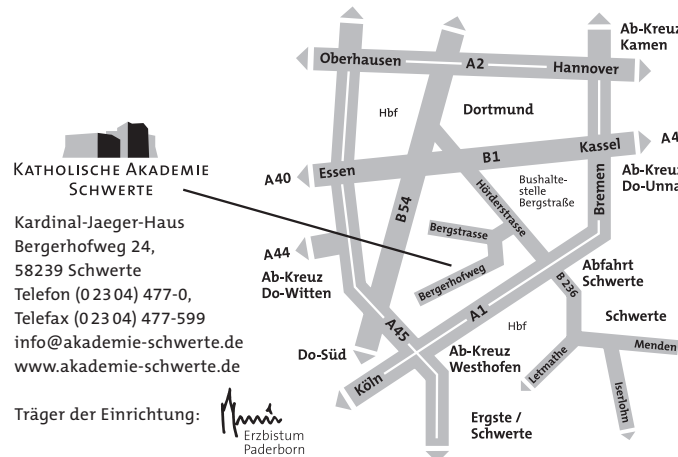 KATHOLISCHE AKADEMIE
SCHWERTE
Kardinal-Jaeger-Haus
Bergerhofweg 24,
58239 Schwerte
Telefon (0 23 04) 477-0,
Telefax (0 23 04) 477-599
info@akademie-schwerte.de
www.akademie-schwerte.de
Träger der Einrichtung:
Erzbistum
Paderborn
Ab-Kreuz
Kamen
Oberhausen
A2
Hannover
Hbf
Dortmund
A40
Essen
B1
Kassel
Ab-Kreuz
Do-Unna
B54
Hörderstrasse
Bushalte-
stelle
Bergstraße
Bremen
Bergstrasse
A44
Ab-Kreuz
Do-Witten
Bergerhofweg
Abfahrt
Schwerte
B 236
A45
A1
Hbf
Schwerte
Do-Süd
Ab-Kreuz
Westhofen
Menden
Köln
Letmathe
Iserlohn
Ergste /
Schwerte